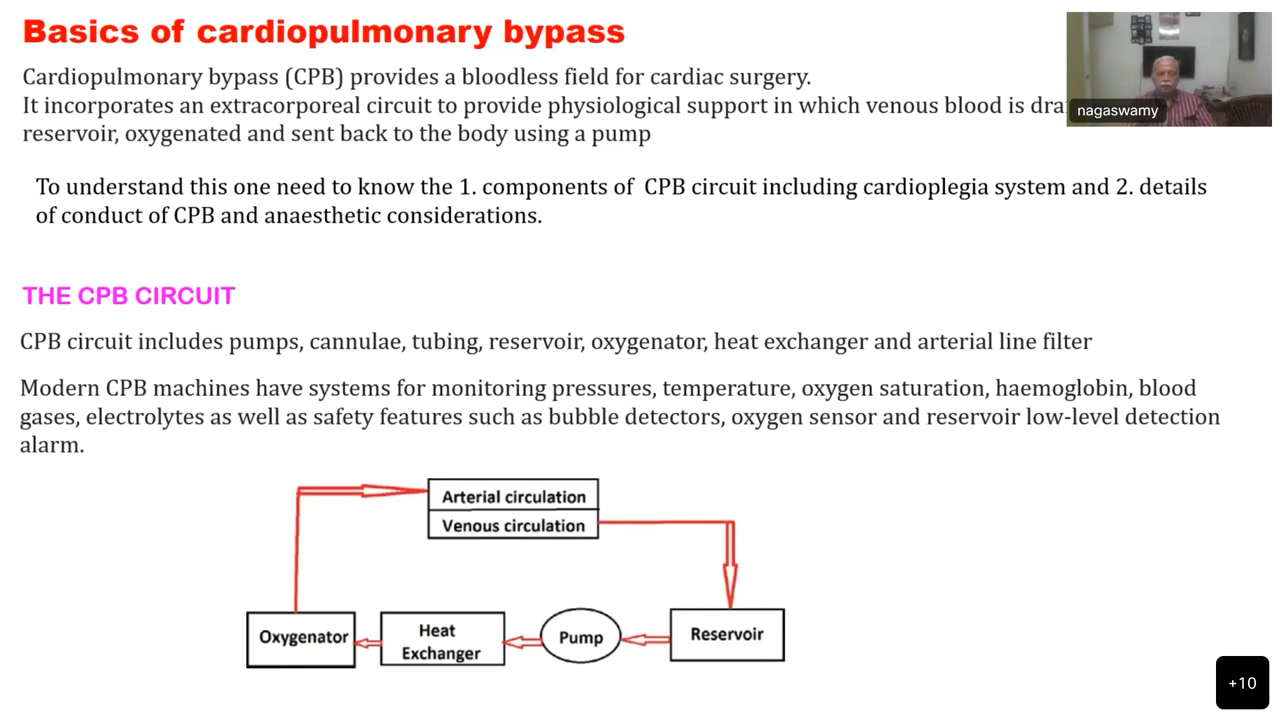 Basics of cardiopulmonary bypass
Cardiopulmonary bypass (CPB) provides a bloodless field for cardiac surgery.
It incorporates an extracorporeal circuit to provide physiological support in which venous blood is
reservoir, oxygenated and sent back to the body using a pump
nagaswamy
To understand this one need to know the 1. components of CPB circuit including cardioplegia system and 2. details
of conduct of CPB and anaesthetic considerations.
THE CPB CIRCUIT
CPB circuit includes pumps, cannulae, tubing, reservoir, oxygenator, heat exchanger and arterial line filter
Modern CPB machines have systems for monitoring pressures, temperature, oxygen saturation, haemoglobin, blood
gases, electrolytes as well as safety features such as bubble detectors, oxygen sensor and reservoir low-level detection
alarm.
Arterial circulation
Venous circulation
Oxygenator
Heat
Exchanger
Pump
Reservoir
+10